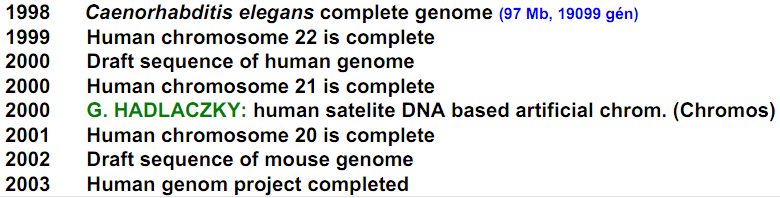 1998 Caenorhabditis elegans complete genome (97 Mb, 19099 gén)
1999 Human chromosome 22 is complete
2000 Draft sequence of human genome
2000 Human chromosome 21 is complete
2000 G. HADLACZKY: human satelite DNA based artificial chrom. (Chromos)
2001 Human chromosome 20 is complete
2002 Draft sequence of mouse genome
2003 Human genom project completed